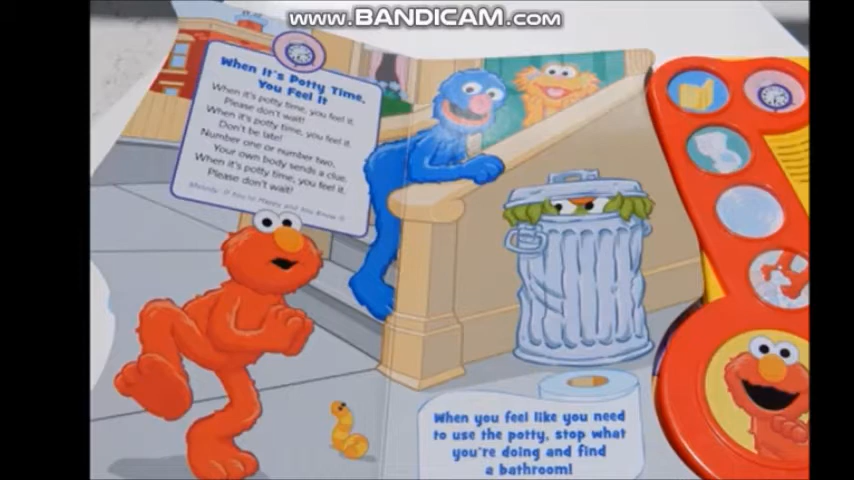 www.BANDICAM.com
When It's Potty Time,
You Feel It
When it's potty time, you feel it.
Please don't wait!
When it's potty time, you feel it.
Don't be late!
Number one or number two,
Your own body sends a clue.
When it's potty time, you feel it.
Please don't wait!
Melody: If You're Happy and You Know It
When you feel like you need
to use the potty, stop what
you're doing and find
a bathroom!